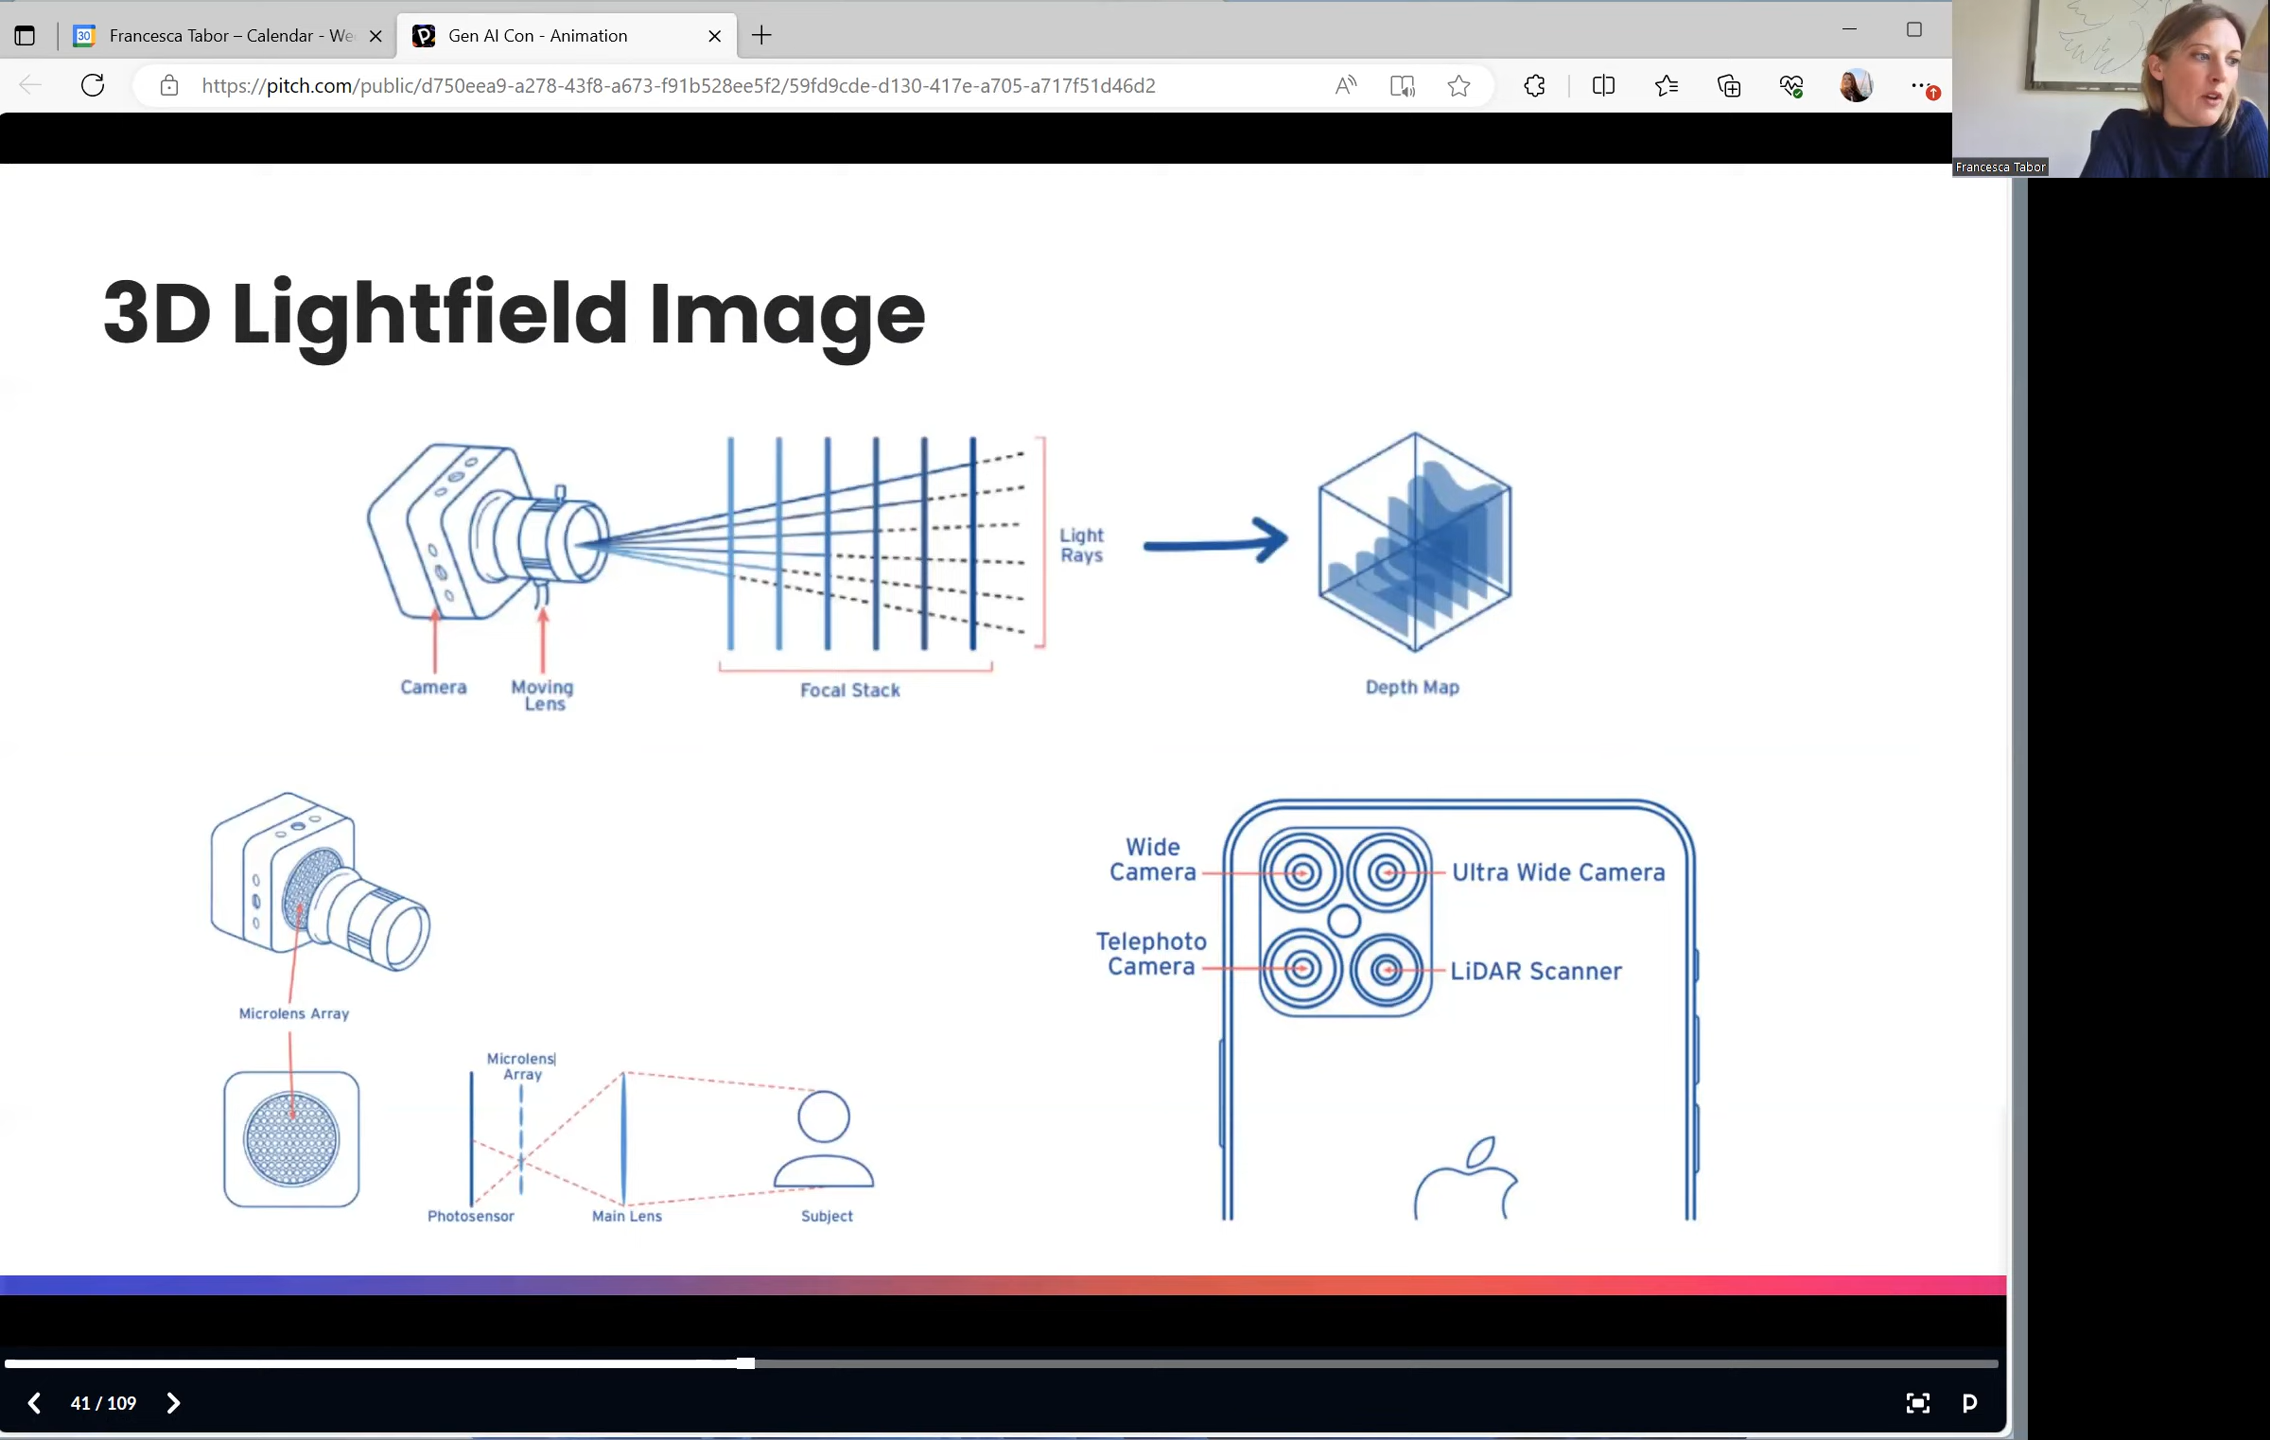 30
Francesca Tabor – Calendar - We
Gen AI Con - Animation
https://pitch.com/public/d750eea9-a278-43f8-a673-f91b528ee5f2/59fd9cde-d130-417e-a705-a717f51d46d2
Francesca Tabor
3D Lightfield Image
Light
Rays
Camera
Moving
Lens
Focal Stack
Depth Map
Wide
Camera
Ultra Wide Camera
Telephoto
Camera
LiDAR Scanner
Microlens Array
Microlens
Array
Photosensor
Main Lens
Subject
41 / 109